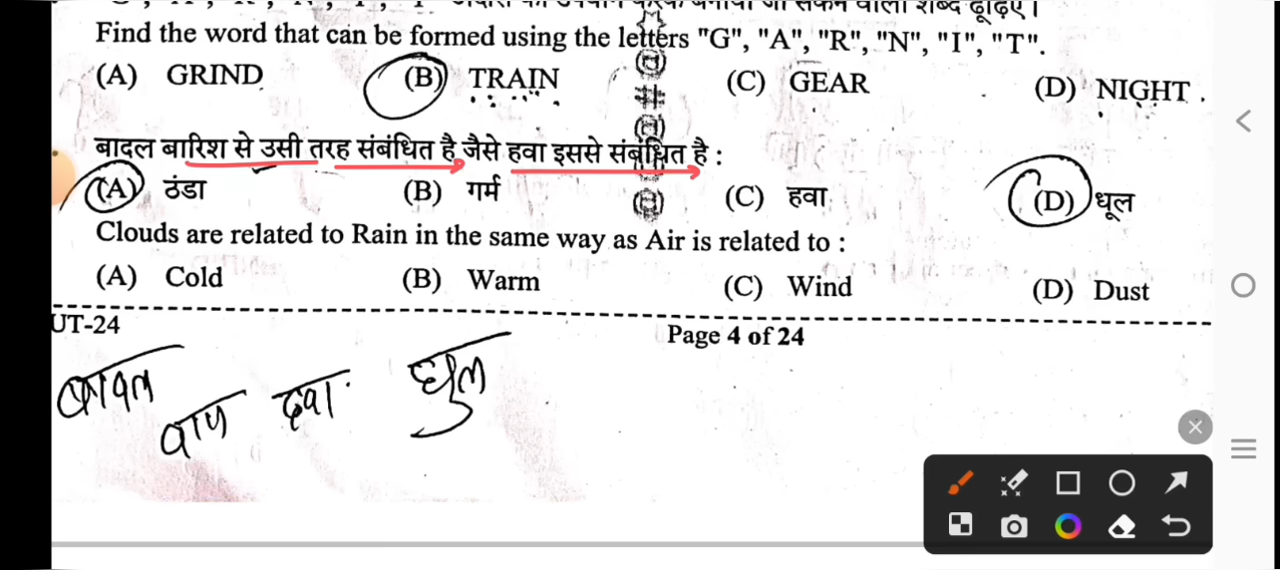 Find the word that can be formed using the letters "G", "A", "R", "N", "I", "T".
(A) GRIND (B) TRAIN (C) GEAR (D) NIGHT .
बादल बारिश से उसी तरह संबंधित है जैसे हवा इससे संबंधित है :
(A) ठंडा (B) गर्म (C) हवा (D) धूल
Clouds are related to Rain in the same way as Air is related to :
(A) Cold (B) Warm (C) Wind (D) Dust
UT-24 Page 4 of 24
हवा धूल